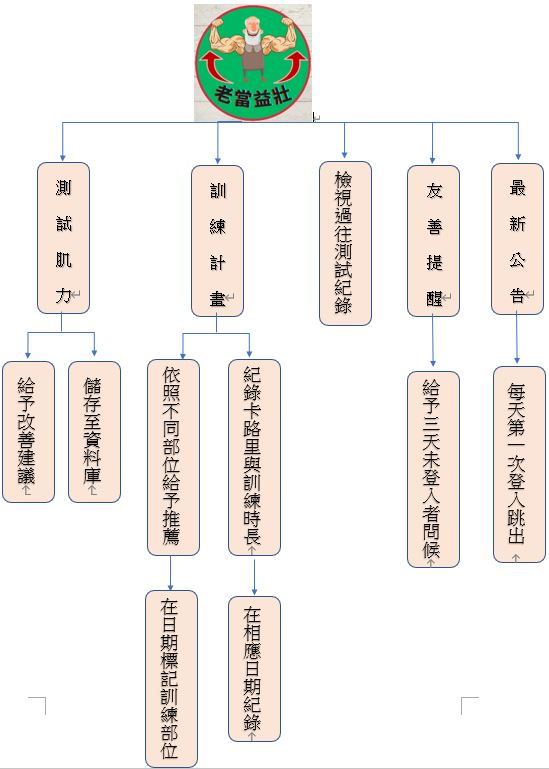 老當益壯
測試肌力
訓練計畫
檢視過往測試紀錄
友善提醒
最新公告
給予改善建議
儲存至資料庫
依照不同部位給予推薦
紀錄卡路里與訓練時長
給予三天未登入者問候
每天第一次登入跳出
在日期標記訓練部位
在相應日期紀錄